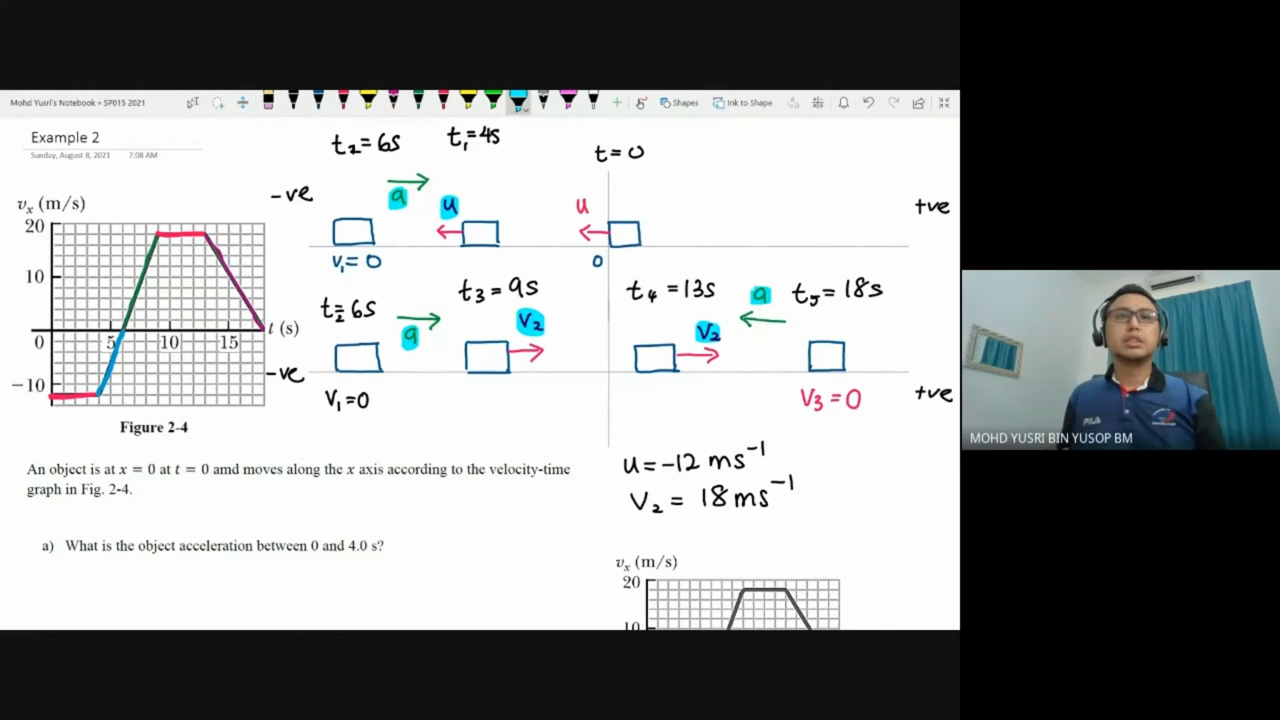 Mohd Yusri's Notebook » SP015 2021
Shapes
Ink to Shape
Example 2
Sunday, August 8, 2021 7:08 AM
t₂ = 6s
t₁ = 4s
t = 0
-ve
a
u
u
+ve
v₁ = 0
0
vₓ (m/s)
20
10
0
5
10
15
t (s)
−10
Figure 2-4
t₂ = 6s
t₃ = 9s
t₄ = 13s
t₅ = 18s
a
v₂
v₂
a
-ve
v₁ = 0
v₃ = 0
+ve
u = -12 ms⁻¹
v₂ = 18 ms⁻¹
An object is at x = 0 at t = 0 amd moves along the x axis according to the velocity-time
graph in Fig. 2-4.
a) What is the object acceleration between 0 and 4.0 s?
vₓ (m/s)
20
10
FILA
MOHD YUSRI BIN YUSOP BM